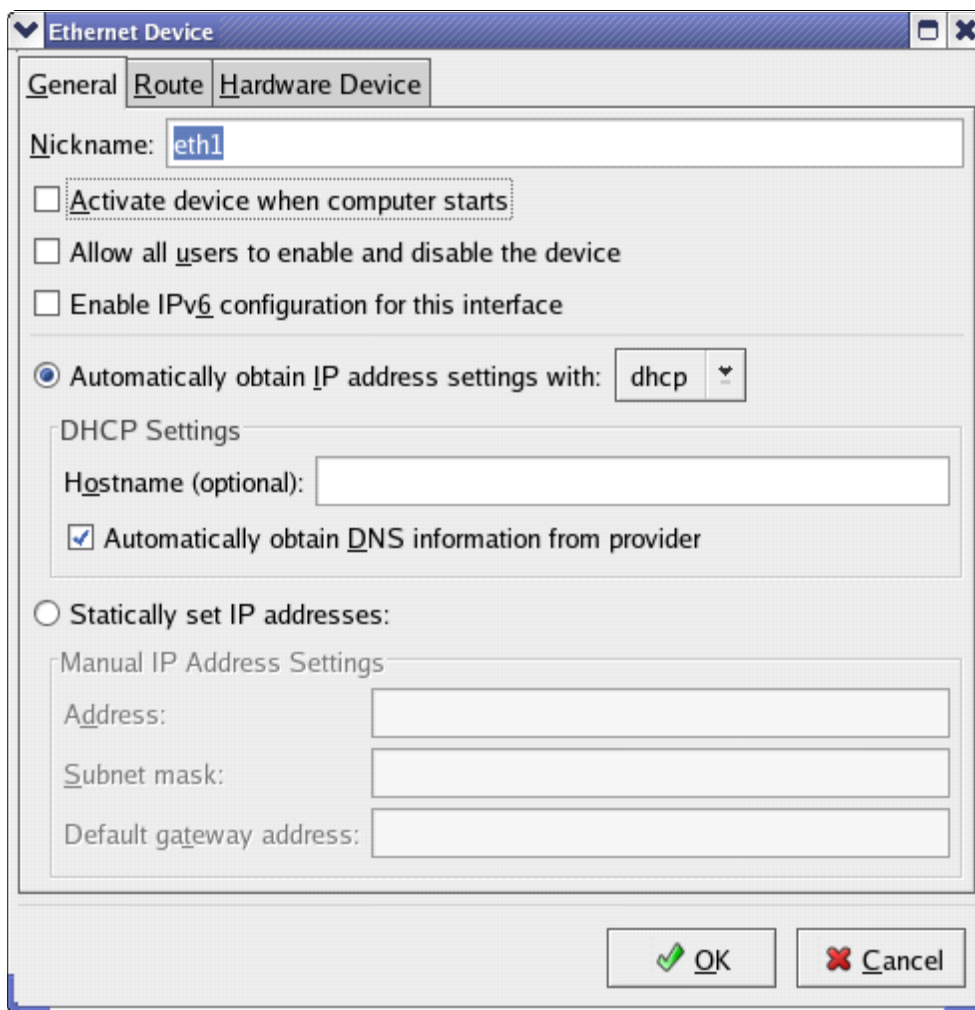 Ethernet Device
General Route Hardware Device
Nickname: eth1
Activate device when computer starts
Allow all users to enable and disable the device
Enable IPv6 configuration for this interface
Automatically obtain IP address settings with: dhcp
DHCP Settings
Hostname (optional):
Automatically obtain DNS information from provider
Statically set IP addresses:
Manual IP Address Settings
Address:
Subnet mask:
Default gateway address:
OK Cancel